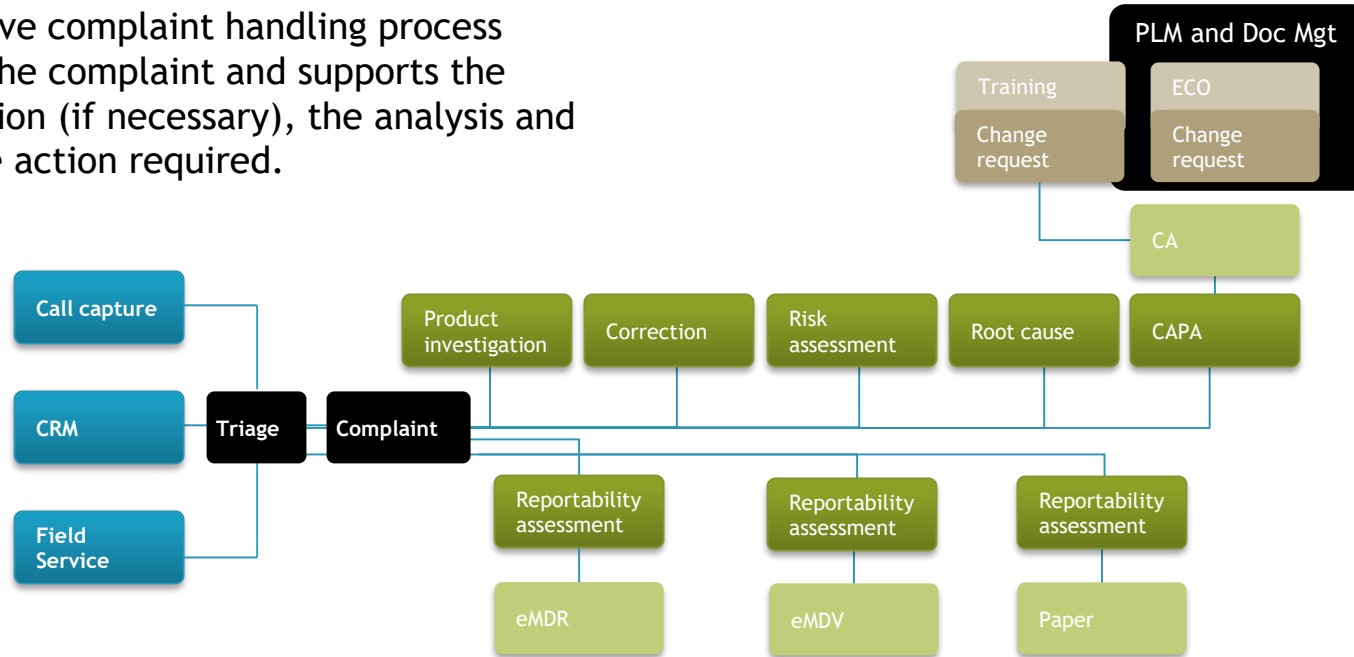 ve complaint handling process
he complaint and supports the
ion (if necessary), the analysis and
e action required.
PLM and Doc Mgt
Training
ECO
Change
request
Change
request
CA
Call capture
Product
investigation
Correction
Risk
assessment
Root cause
CAPA
CRM
Triage
Complaint
Field
Service
Reportability
assessment
Reportability
assessment
Reportability
assessment
eMDR
eMDV
Paper